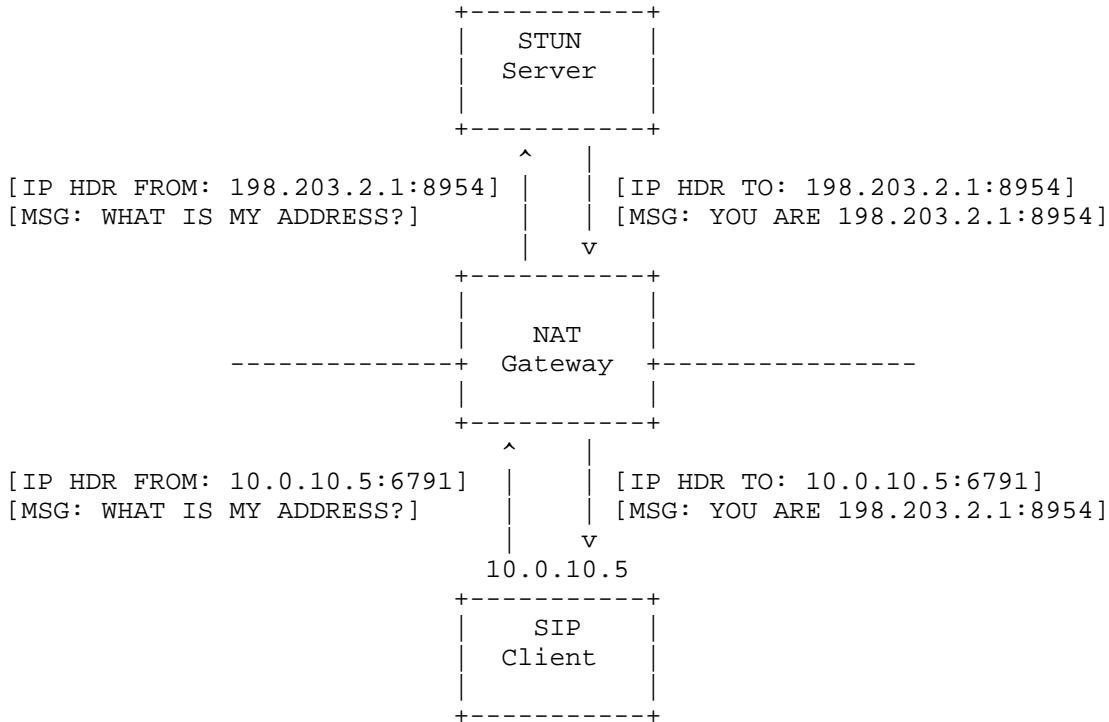 STUN
Server
[IP HDR FROM: 198.203.2.1:8954]
[IP HDR TO: 198.203.2.1:8954]
[MSG: WHAT IS MY ADDRESS?]
[MSG: YOU ARE 198.203.2.1:8954]
NAT
Gateway
[IP HDR FROM: 10.0.10.5:6791]
[IP HDR TO: 10.0.10.5:6791]
[MSG: WHAT IS MY ADDRESS?]
[MSG: YOU ARE 198.203.2.1:8954]
10.0.10.5
SIP
Client